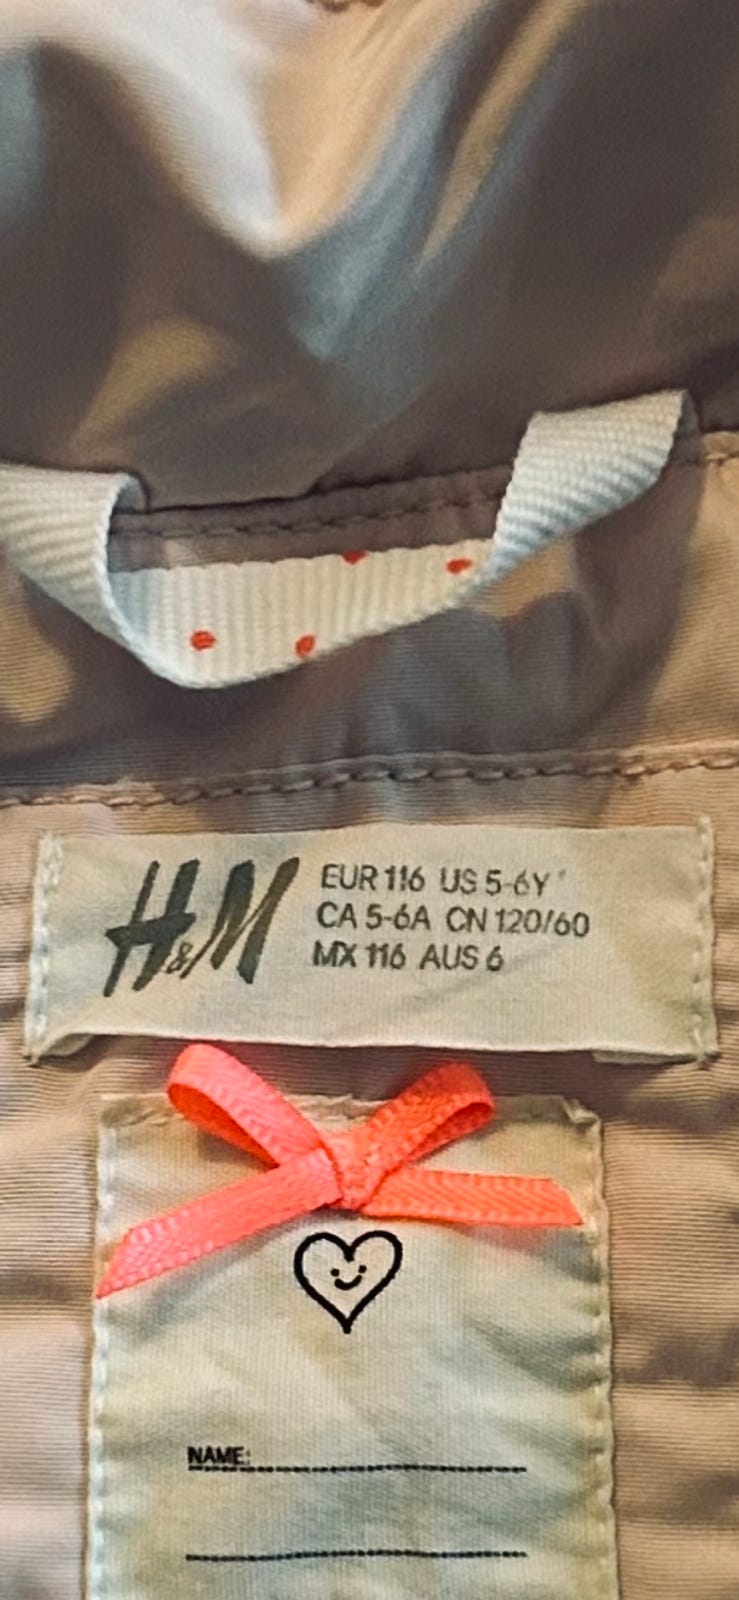 H&M
EUR 116 US 5-6Y
CA 5-6A CN 120/60
MX 116 AUS 6
NAME: